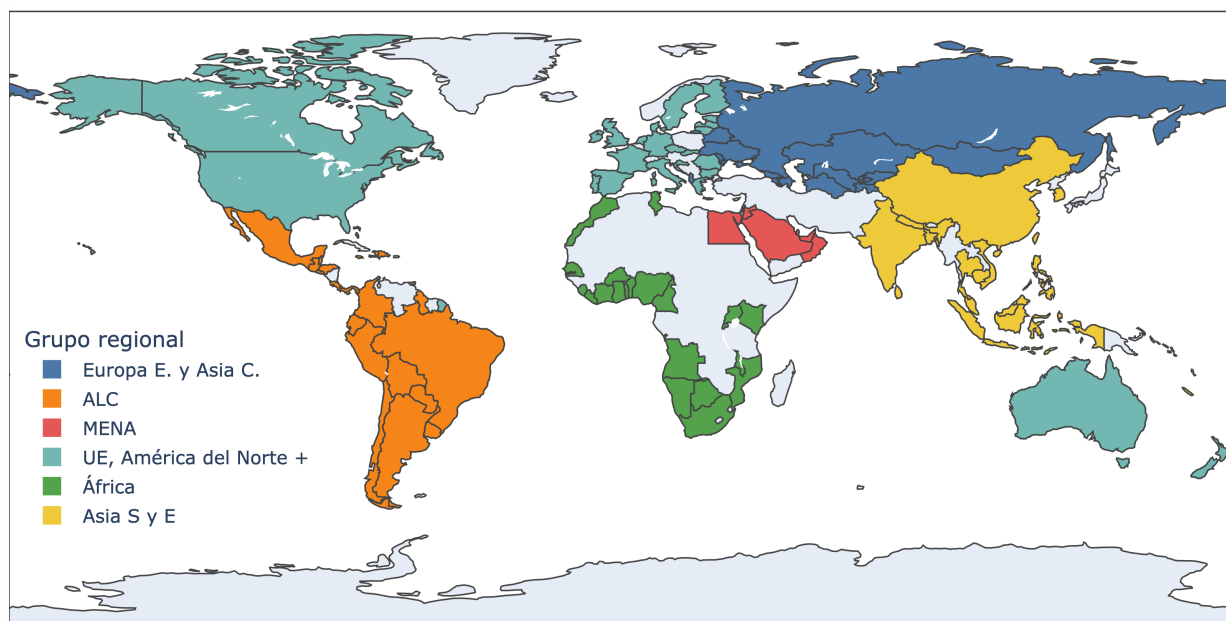 Grupo regional
Europa E. y Asia C.
ALC
MENA
UE, América del Norte +
África
Asia S y E